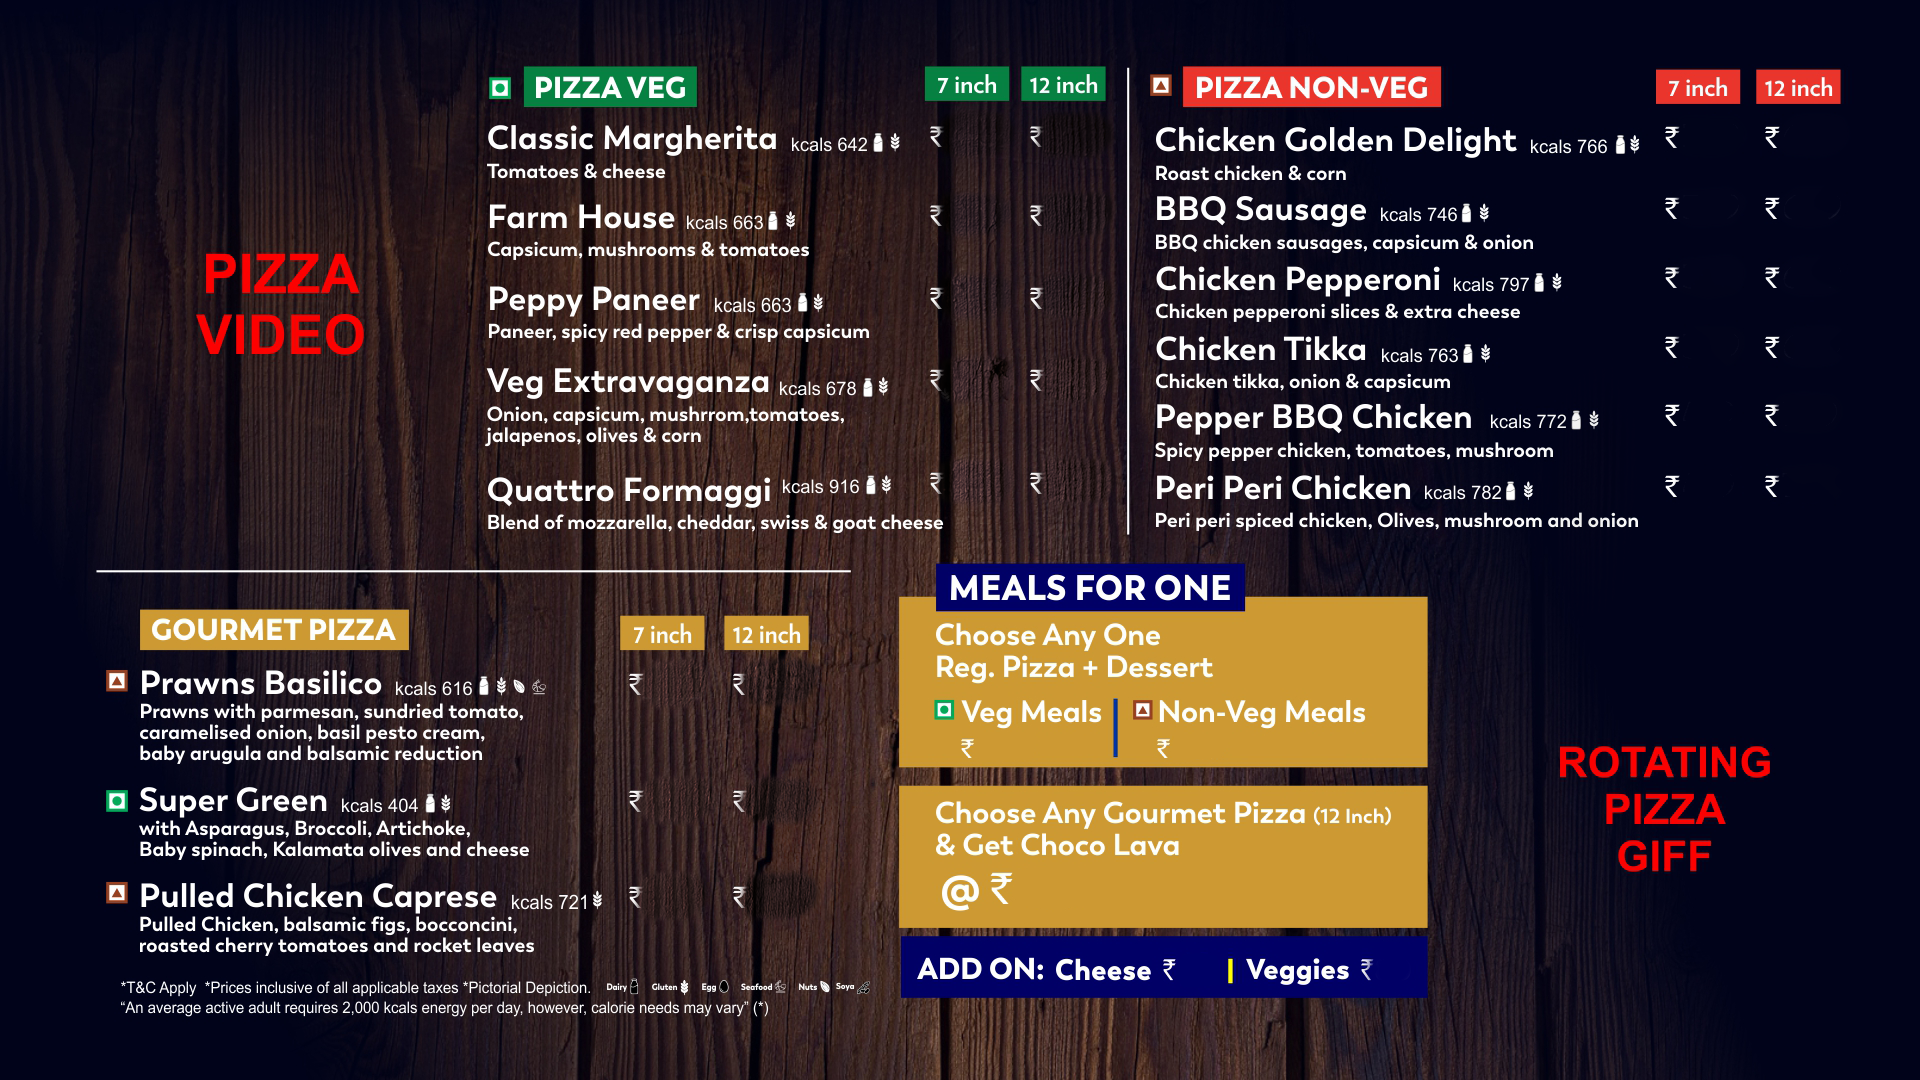 PIZZA VEG 7 inch 12 inch
Classic Margherita kcals 642 ₹ ₹
Tomatoes & cheese
Farm House kcals 663 ₹ ₹
Capsicum, mushrooms & tomatoes
Peppy Paneer kcals 663 ₹ ₹
Paneer, spicy red pepper & crisp capsicum
Veg Extravaganza kcals 678 ₹ ₹
Onion, capsicum, mushrrom,tomatoes,
jalapenos, olives & corn
Quattro Formaggi kcals 916 ₹ ₹
Blend of mozzarella, cheddar, swiss & goat cheese
PIZZA NON-VEG 7 inch 12 inch
Chicken Golden Delight kcals 766 ₹ ₹
Roast chicken & corn
BBQ Sausage kcals 746 ₹ ₹
BBQ chicken sausages, capsicum & onion
Chicken Pepperoni kcals 797 ₹ ₹
Chicken pepperoni slices & extra cheese
Chicken Tikka kcals 763 ₹ ₹
Chicken tikka, onion & capsicum
Pepper BBQ Chicken kcals 772 ₹ ₹
Spicy pepper chicken, tomatoes, mushroom
Peri Peri Chicken kcals 782 ₹ ₹
Peri peri spiced chicken, Olives, mushroom and onion
PIZZA
VIDEO
GOURMET PIZZA 7 inch 12 inch
Prawns Basilico kcals 616 ₹ ₹
Prawns with parmesan, sundried tomato,
caramelised onion, basil pesto cream,
baby arugula and balsamic reduction
Super Green kcals 404 ₹ ₹
with Asparagus, Broccoli, Artichoke,
Baby spinach, Kalamata olives and cheese
Pulled Chicken Caprese kcals 721 ₹ ₹
Pulled Chicken, balsamic figs, bocconcini,
roasted cherry tomatoes and rocket leaves
*T&C Apply *Prices inclusive of all applicable taxes *Pictorial Depiction. Dairy Gluten Egg Seafood Nuts Soya
“An average active adult requires 2,000 kcals energy per day, however, calorie needs may vary” (*)
MEALS FOR ONE
Choose Any One
Reg. Pizza + Dessert
Veg Meals Non-Veg Meals
₹ ₹
Choose Any Gourmet Pizza (12 Inch)
& Get Choco Lava
@ ₹
ADD ON: Cheese ₹ | Veggies ₹
ROTATING
PIZZA
GIFF